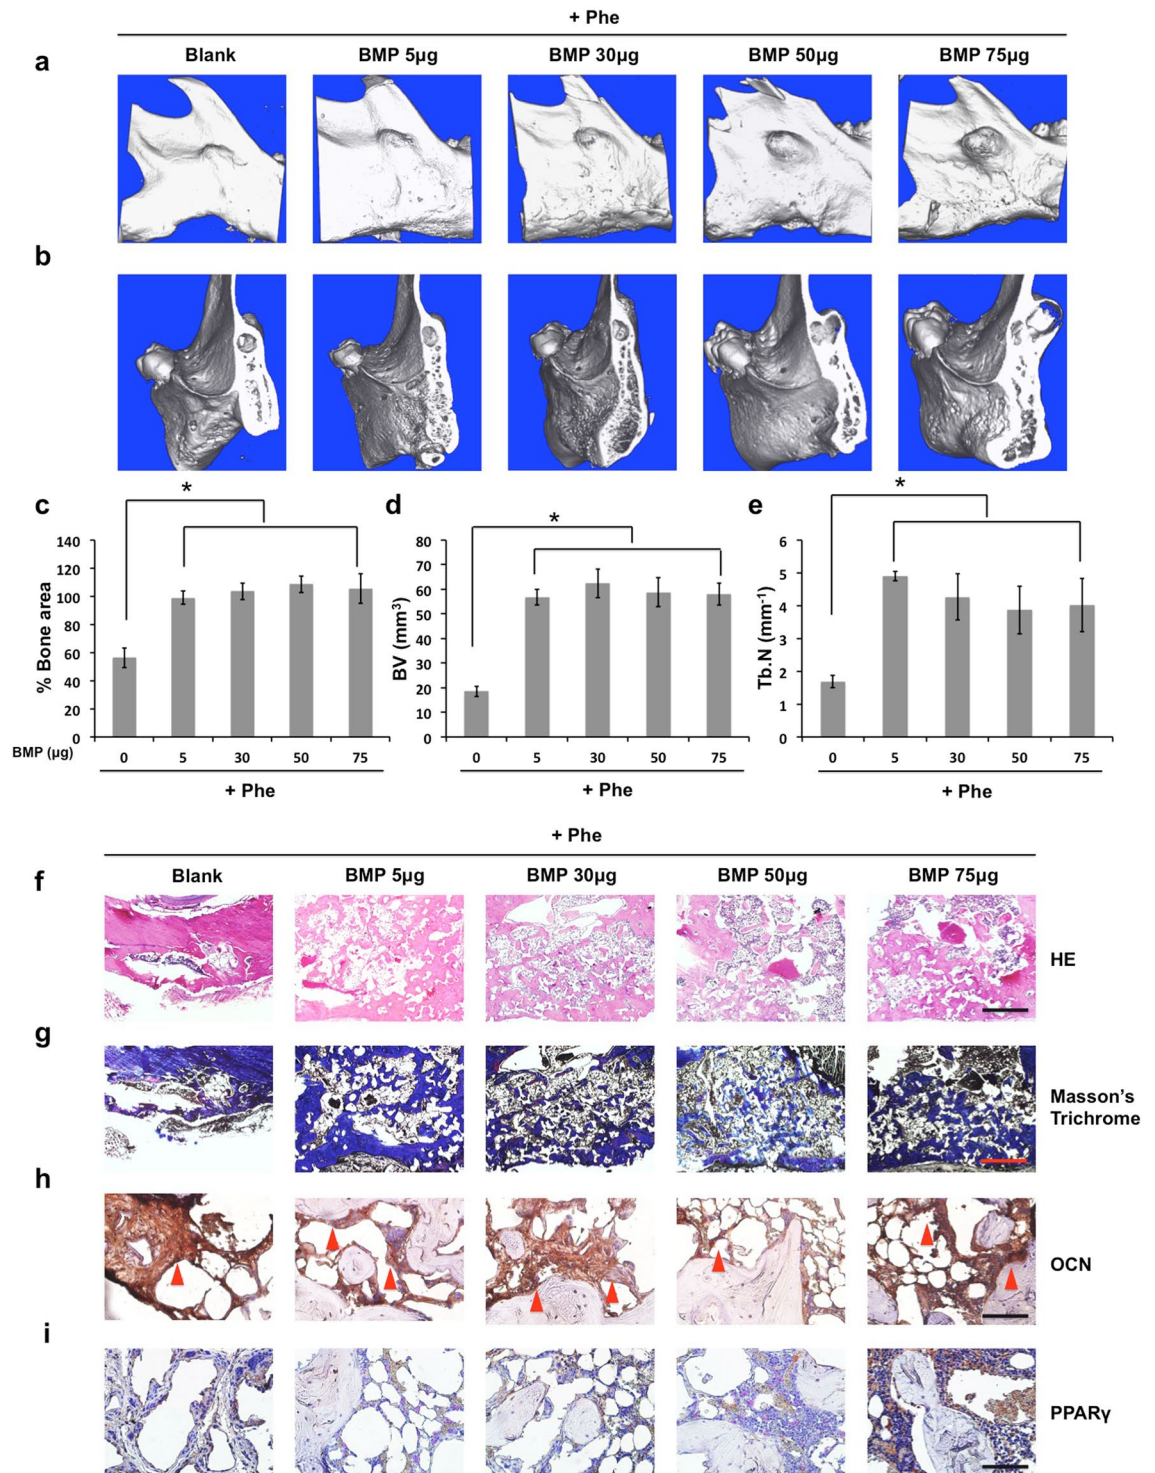 + Phe
Blank BMP 5µg BMP 30µg BMP 50µg BMP 75µg
a
b
c
*
% Bone area
140
120
100
80
60
40
20
0
BMP (µg)
0 5 30 50 75
+ Phe
d
*
BV (mm³)
80
70
60
50
40
30
20
10
0
0 5 30 50 75
+ Phe
e
*
Tb.N (mm⁻¹)
6
5
4
3
2
1
0
0 5 30 50 75
+ Phe
+ Phe
Blank BMP 5µg BMP 30µg BMP 50µg BMP 75µg
f
HE
g
Masson's
Trichrome
h
OCN
i
PPARγ